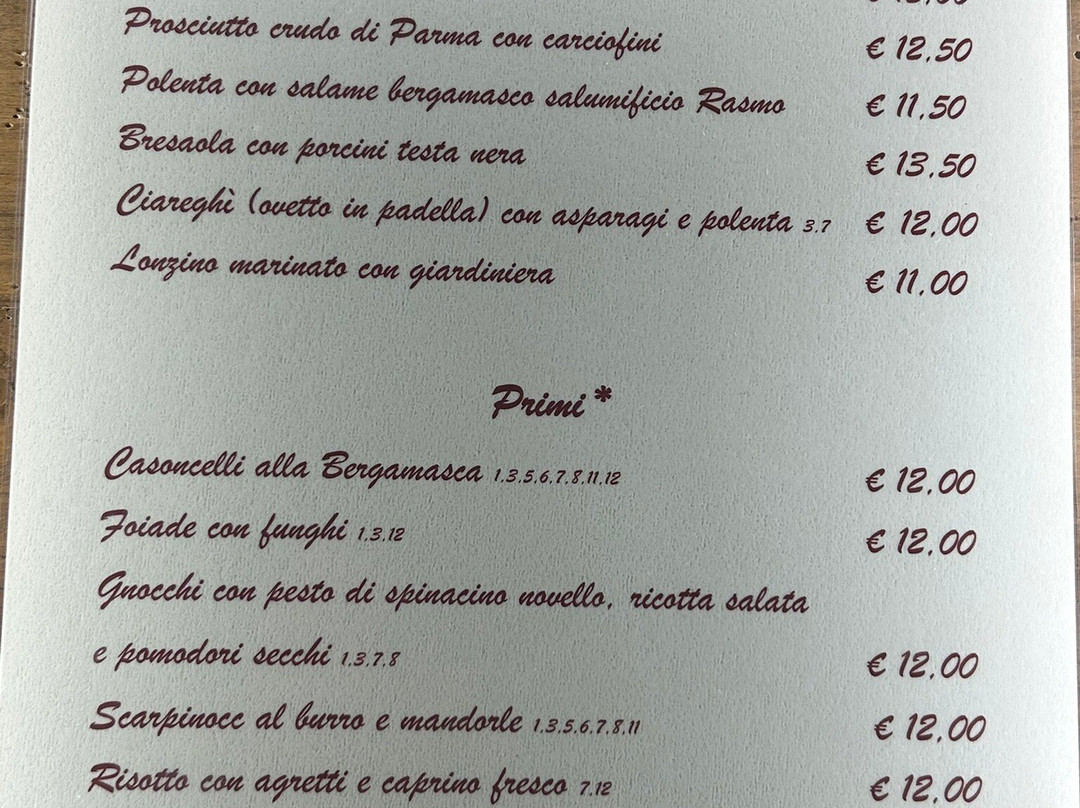 Prosciutto crudo di Parma con carciofini € 12,50
Polenta con salame bergamasco salumificio Rasmo € 11,50
Bresaola con porcini testa nera € 13,50
Ciareghì (ovetto in padella) con asparagi e polenta 3.7 € 12,00
Lonzino marinato con giardiniera € 11,00
Primi *
Casoncelli alla Bergamasca 1.3.5.6.7.8.11.12 € 12,00
Foiade con funghi 1.3.12 € 12,00
Gnocchi con pesto di spinacino novello, ricotta salata
e pomodori secchi 1.3.7.8 € 12,00
Scarpinocc al burro e mandorle 1.3.5.6.7.8.11 € 12,00
Risotto con agretti e caprino fresco 7.12 € 12,00